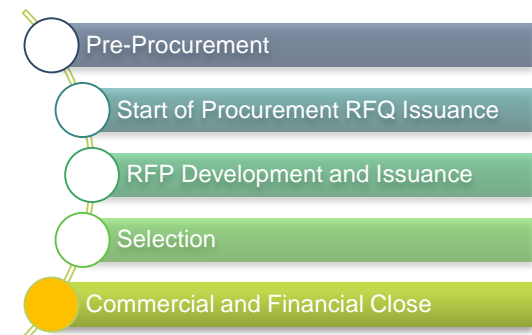 Pre-Procurement
Start of Procurement RFQ Issuance
RFP Development and Issuance
Selection
Commercial and Financial Close